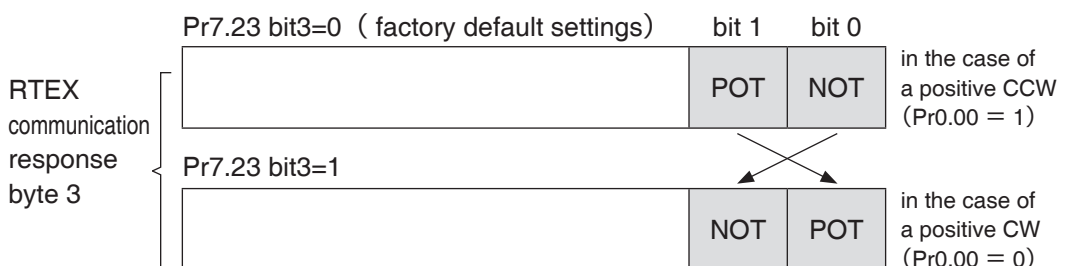 Pr7.23 bit3=0（ factory default settings） bit 1 bit 0
RTEX
communication
response
byte 3
POT NOT
in the case of
a positive CCW
（Pr0.00 = 1）
Pr7.23 bit3=1
NOT POT
in the case of
a positive CW
（Pr0.00 = 0）